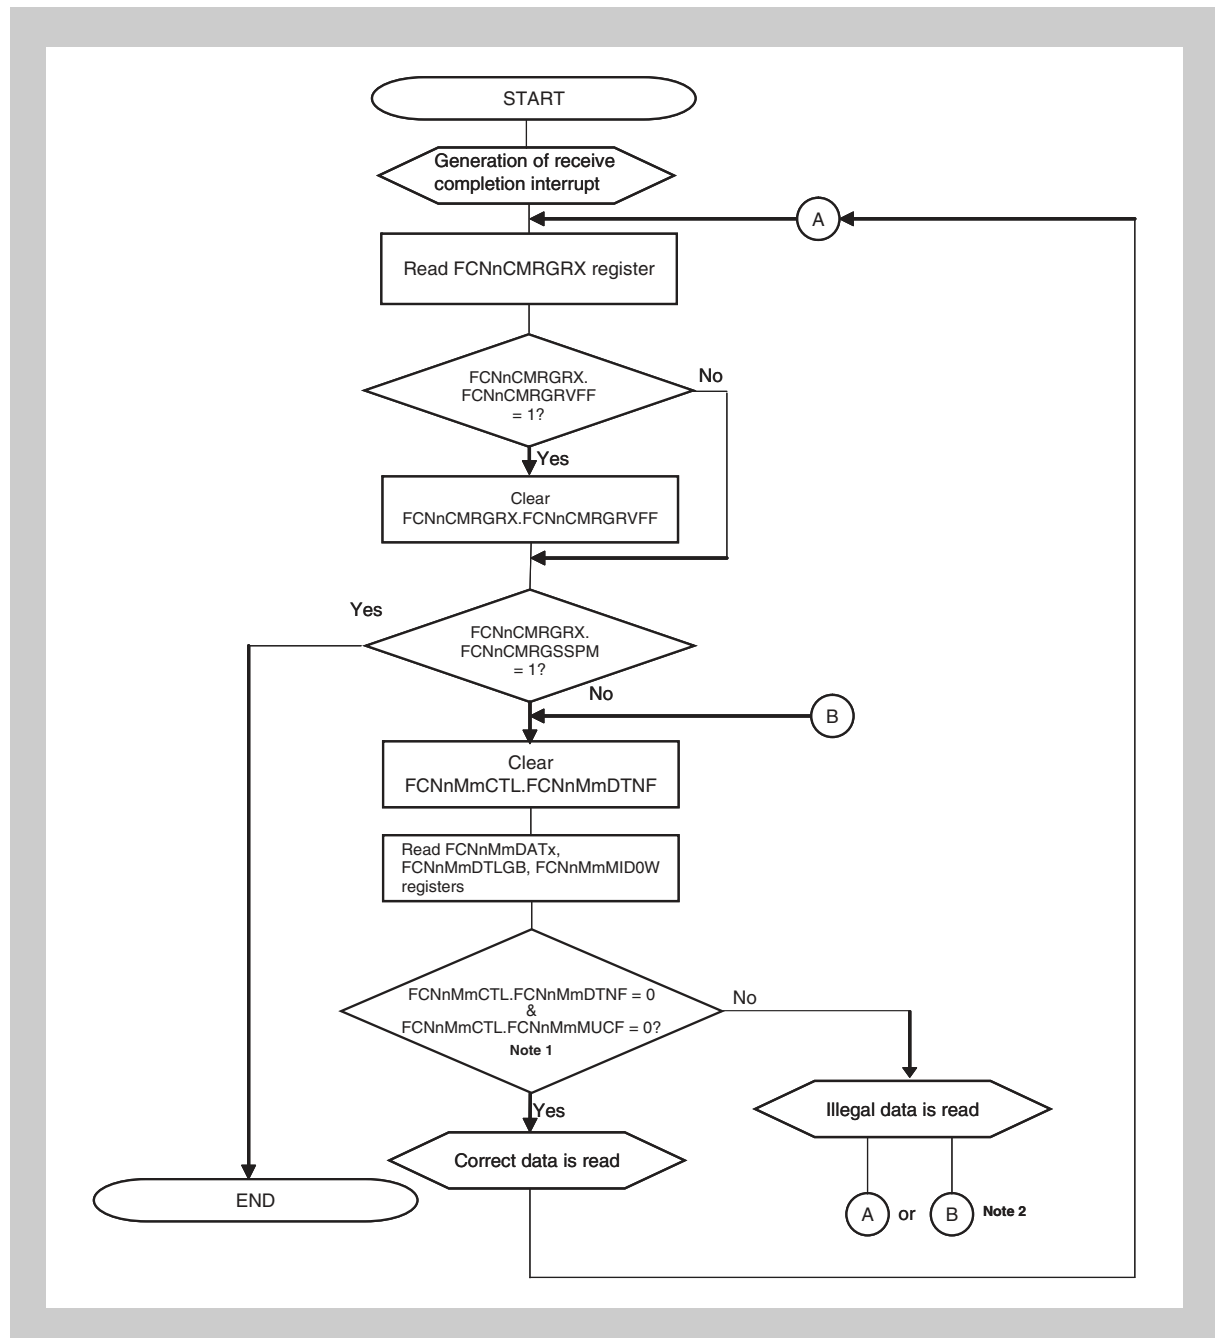 START
Generation of receive
completion interrupt
A
Read FCNnCMRGRX register
FCNnCMRGRX.
FCNnCMRGRVFF
= 1?
No
Yes
Clear
FCNnCMRGRX.FCNnCMRGRVFF
Yes
FCNnCMRGRX.
FCNnCMRGSSPM
= 1?
No
B
Clear
FCNnMmCTL.FCNnMmDTNF
Read FCNnMmDATx,
FCNnMmDTLGB, FCNnMmMID0W
registers
FCNnMmCTL.FCNnMmDTNF = 0
&
FCNnMmCTL.FCNnMmMUCF = 0?
Note 1
No
Yes
Illegal data is read
Correct data is read
END
A or B Note 2